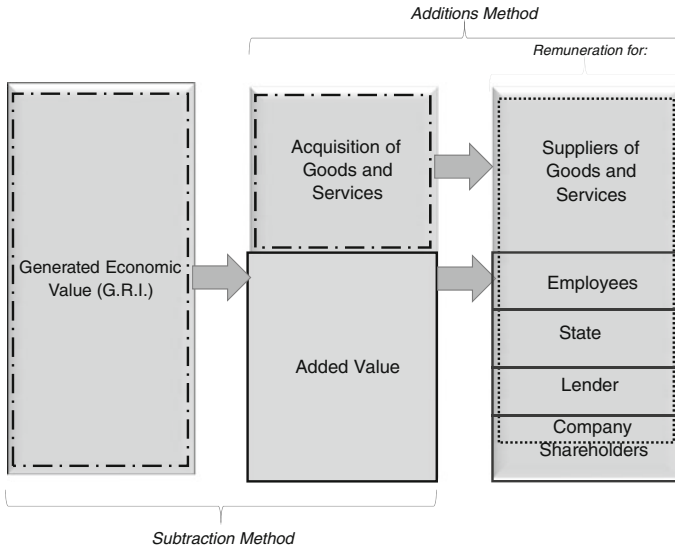 Additions Method
Remuneration for:
Generated Economic
Value (G.R.I.)
Acquisition of
Goods and
Services
Added Value
Suppliers of
Goods and
Services
Employees
State
Lender
Company
Shareholders
Subtraction Method